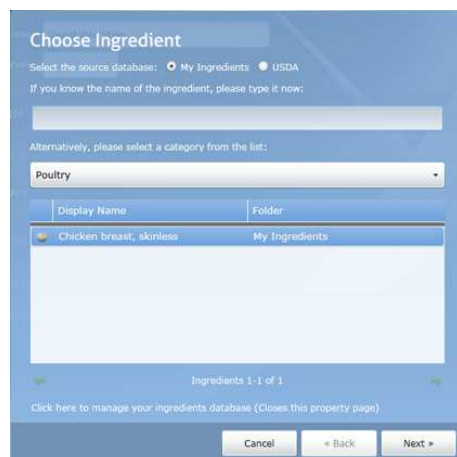 Choose Ingredient
Select the source database: My Ingredients USDA
If you know the name of the ingredient, please type it now:
Alternatively, please select a category from the list:
Poultry
Display Name Folder
Chicken breast, skinless My Ingredients
Ingredients 1-1 of 1
Click here to manage your ingredients database (Closes this property page)
Cancel « Back Next »